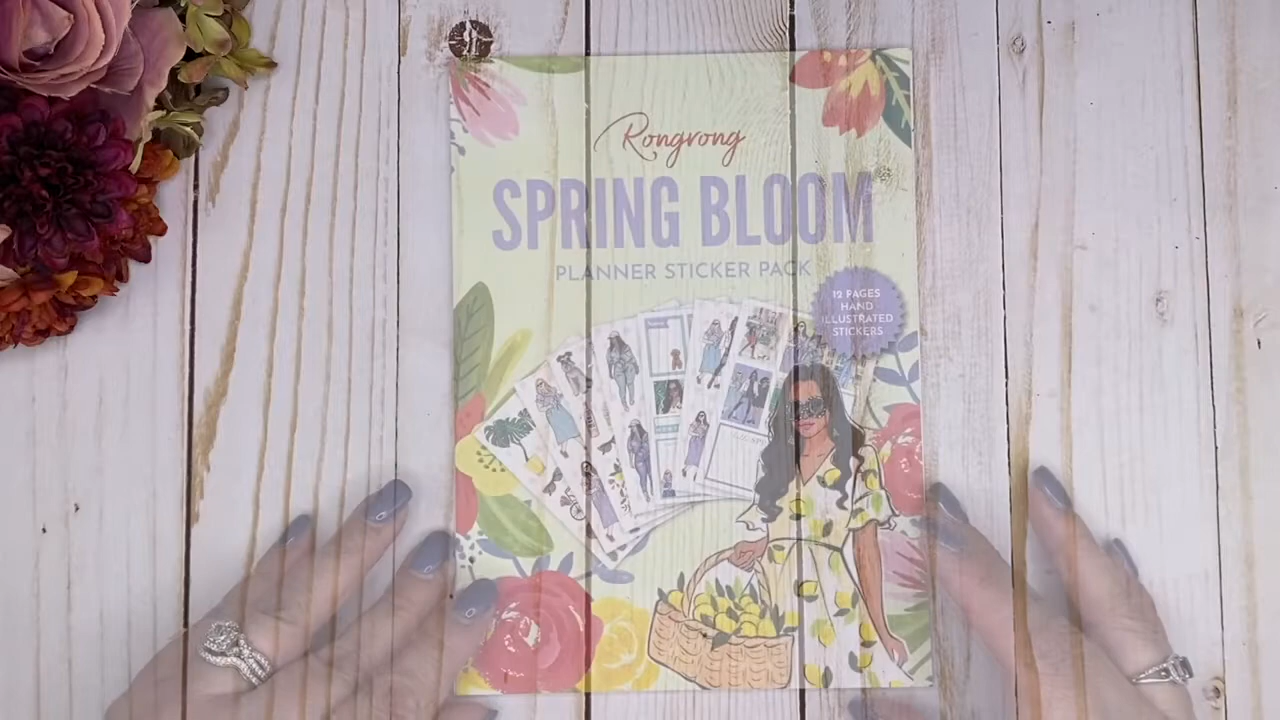 Rongrong
SPRING BLOOM
PLANNER STICKER PACK
12 PAGES
HAND
ILLUSTRATED
STICKERS